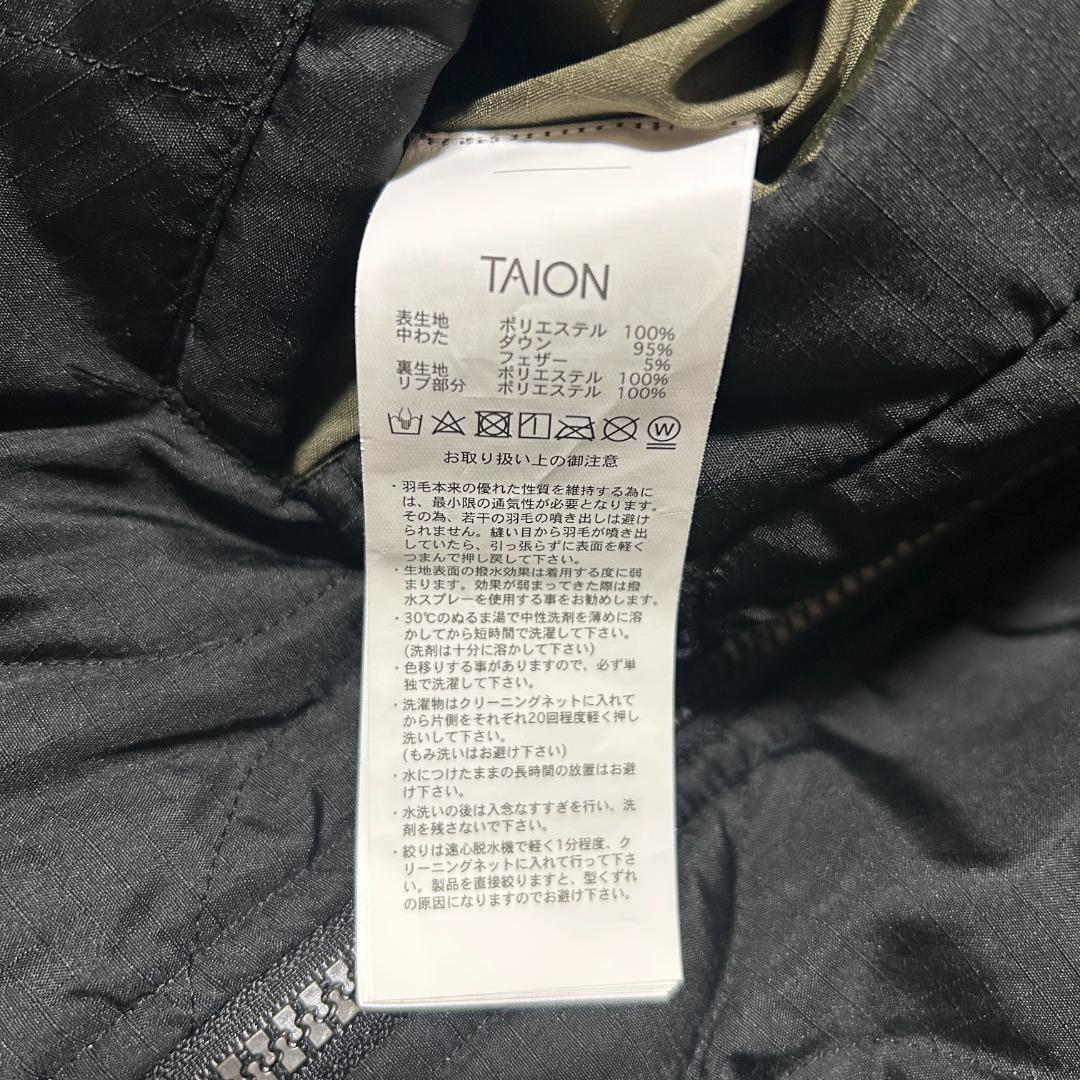 TAION
表生地 ポリエステル 100%
中わた ダウン 95%
フェザー 5%
裏生地 ポリエステル 100%
リブ部分 ポリエステル 100%
W
お取り扱い上の御注意
・羽毛本来の優れた性質を維持する為に
は、最小限の通気性が必要となります。
その為、若干の羽毛の噴き出しは避け
られません。縫い目から羽毛が噴き出
していたら、引っ張らずに表面を軽く
つまんで押し戻して下さい。
・生地表面の撥水効果は着用する度に弱
まります。効果が弱まってきた際は撥
水スプレーを使用する事をお勧めします。
・30℃のぬるま湯で中性洗剤を薄めに溶
かしてから短時間で洗濯して下さい。
(洗剤は十分に溶かして下さい)
・色移りする事がありますので、必ず単
独で洗濯して下さい。
・洗濯物はクリーニングネットに入れて
から片側をそれぞれ20回程度軽く押し
洗いして下さい。
(もみ洗いはお避け下さい)
・水につけたままの長時間の放置はお避
け下さい。
・水洗いの後は入念なすすぎを行い、洗
剤を残さないで下さい。
・絞りは遠心脱水機で軽く1分程度、ク
リーニングネットに入れて行って下さ
い。製品を直接絞りますと、型くずれ
の原因になりますのでお避け下さい。